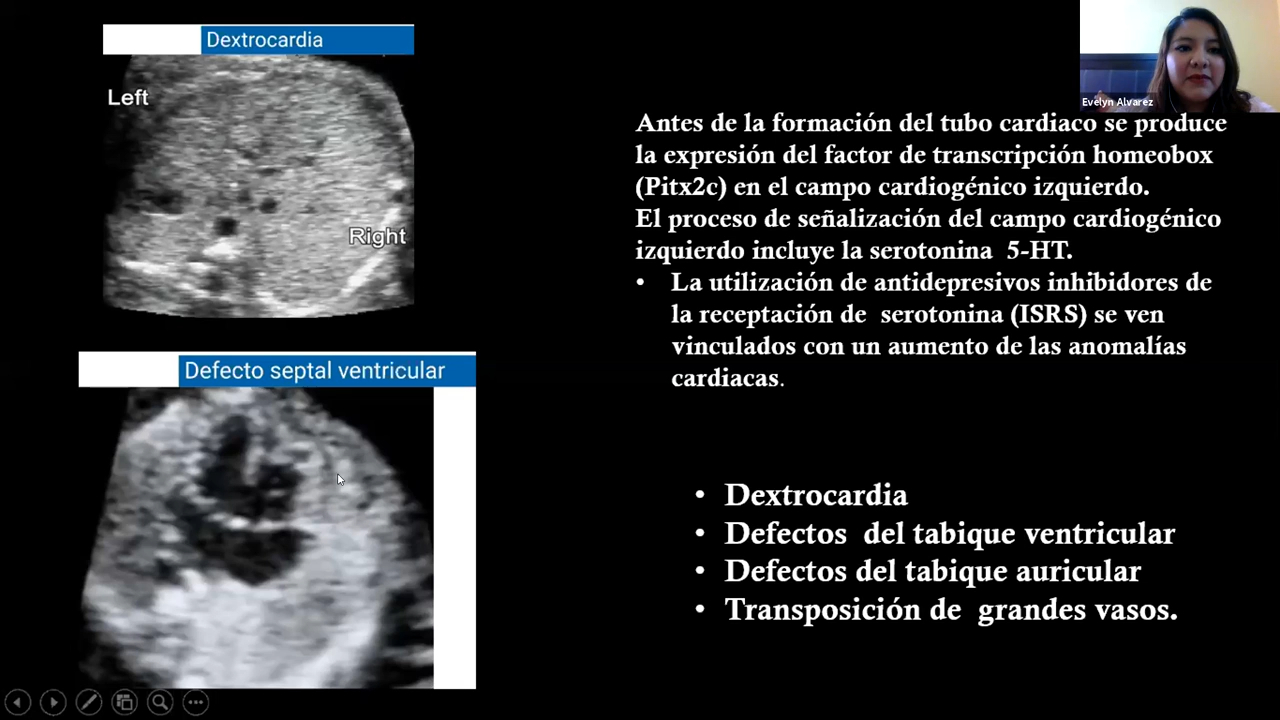 Dextrocardia
Left
Right
Defecto septal ventricular
Evelyn Alvarez
Antes de la formación del tubo cardiaco se produce
la expresión del factor de transcripción homeobox
(Pitx2c) en el campo cardiogénico izquierdo.
El proceso de señalización del campo cardiogénico
izquierdo incluye la serotonina 5-HT.
• La utilización de antidepresivos inhibidores de
la receptación de serotonina (ISRS) se ven
vinculados con un aumento de las anomalías
cardiacas.
• Dextrocardia
• Defectos del tabique ventricular
• Defectos del tabique auricular
• Transposición de grandes vasos.